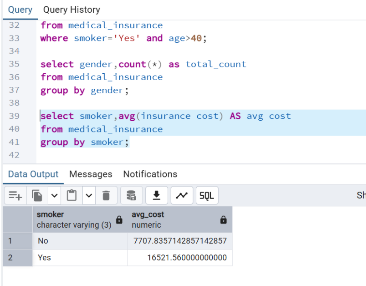 Query Query History
32 from medical_insurance
33 where smoker='Yes' and age>40;
34
35 select gender,count(*) as total_count
36 from medical_insurance
37 group by gender;
38
39 select smoker,avg(insurance_cost) AS avg_cost
40 from medical_insurance
41 group by smoker;
42
Data Output Messages Notifications
SQL Sh
smoker avg_cost
character varying (3) numeric
1 No 7707.8357142857142857
2 Yes 16521.560000000000